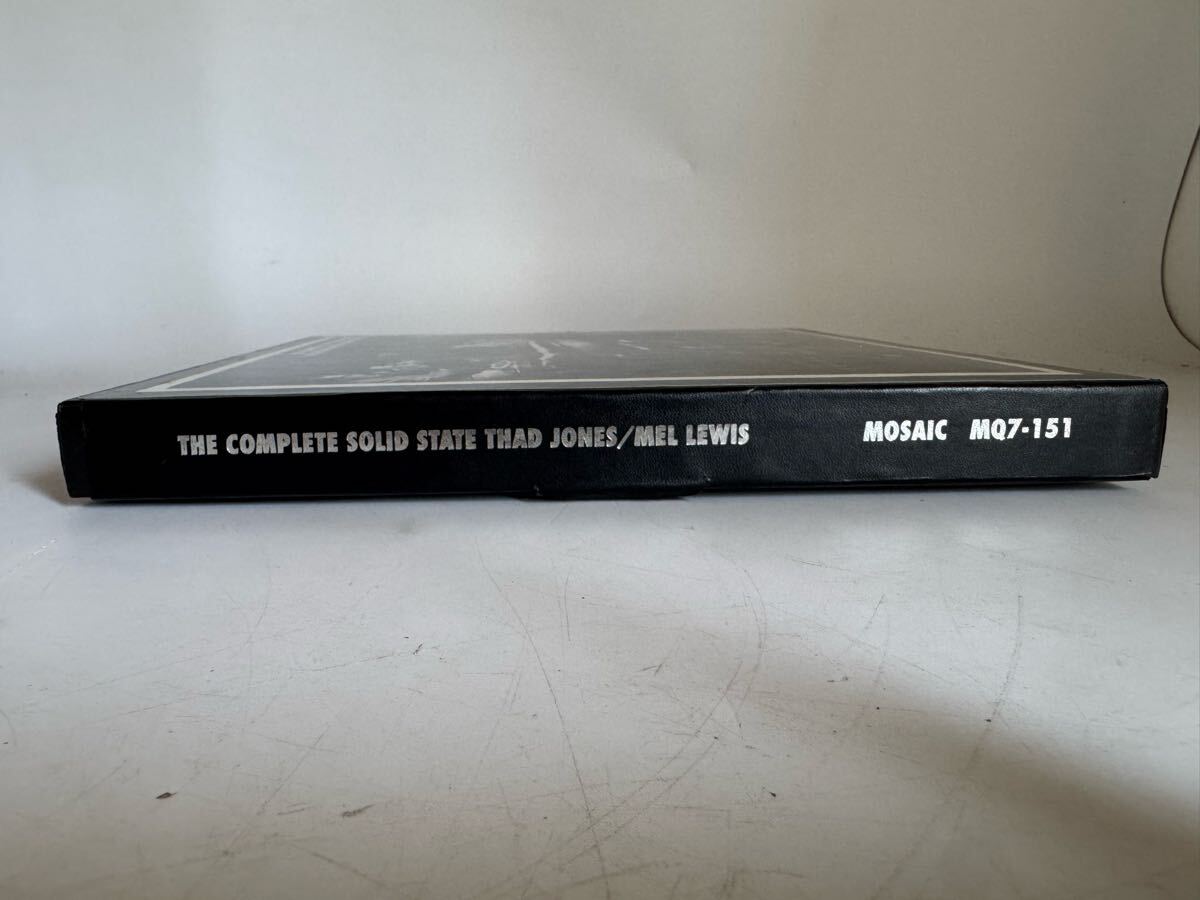 THE COMPLETE SOLID STATE THAD JONES/MEL LEWIS MOSAIC MQ7-151